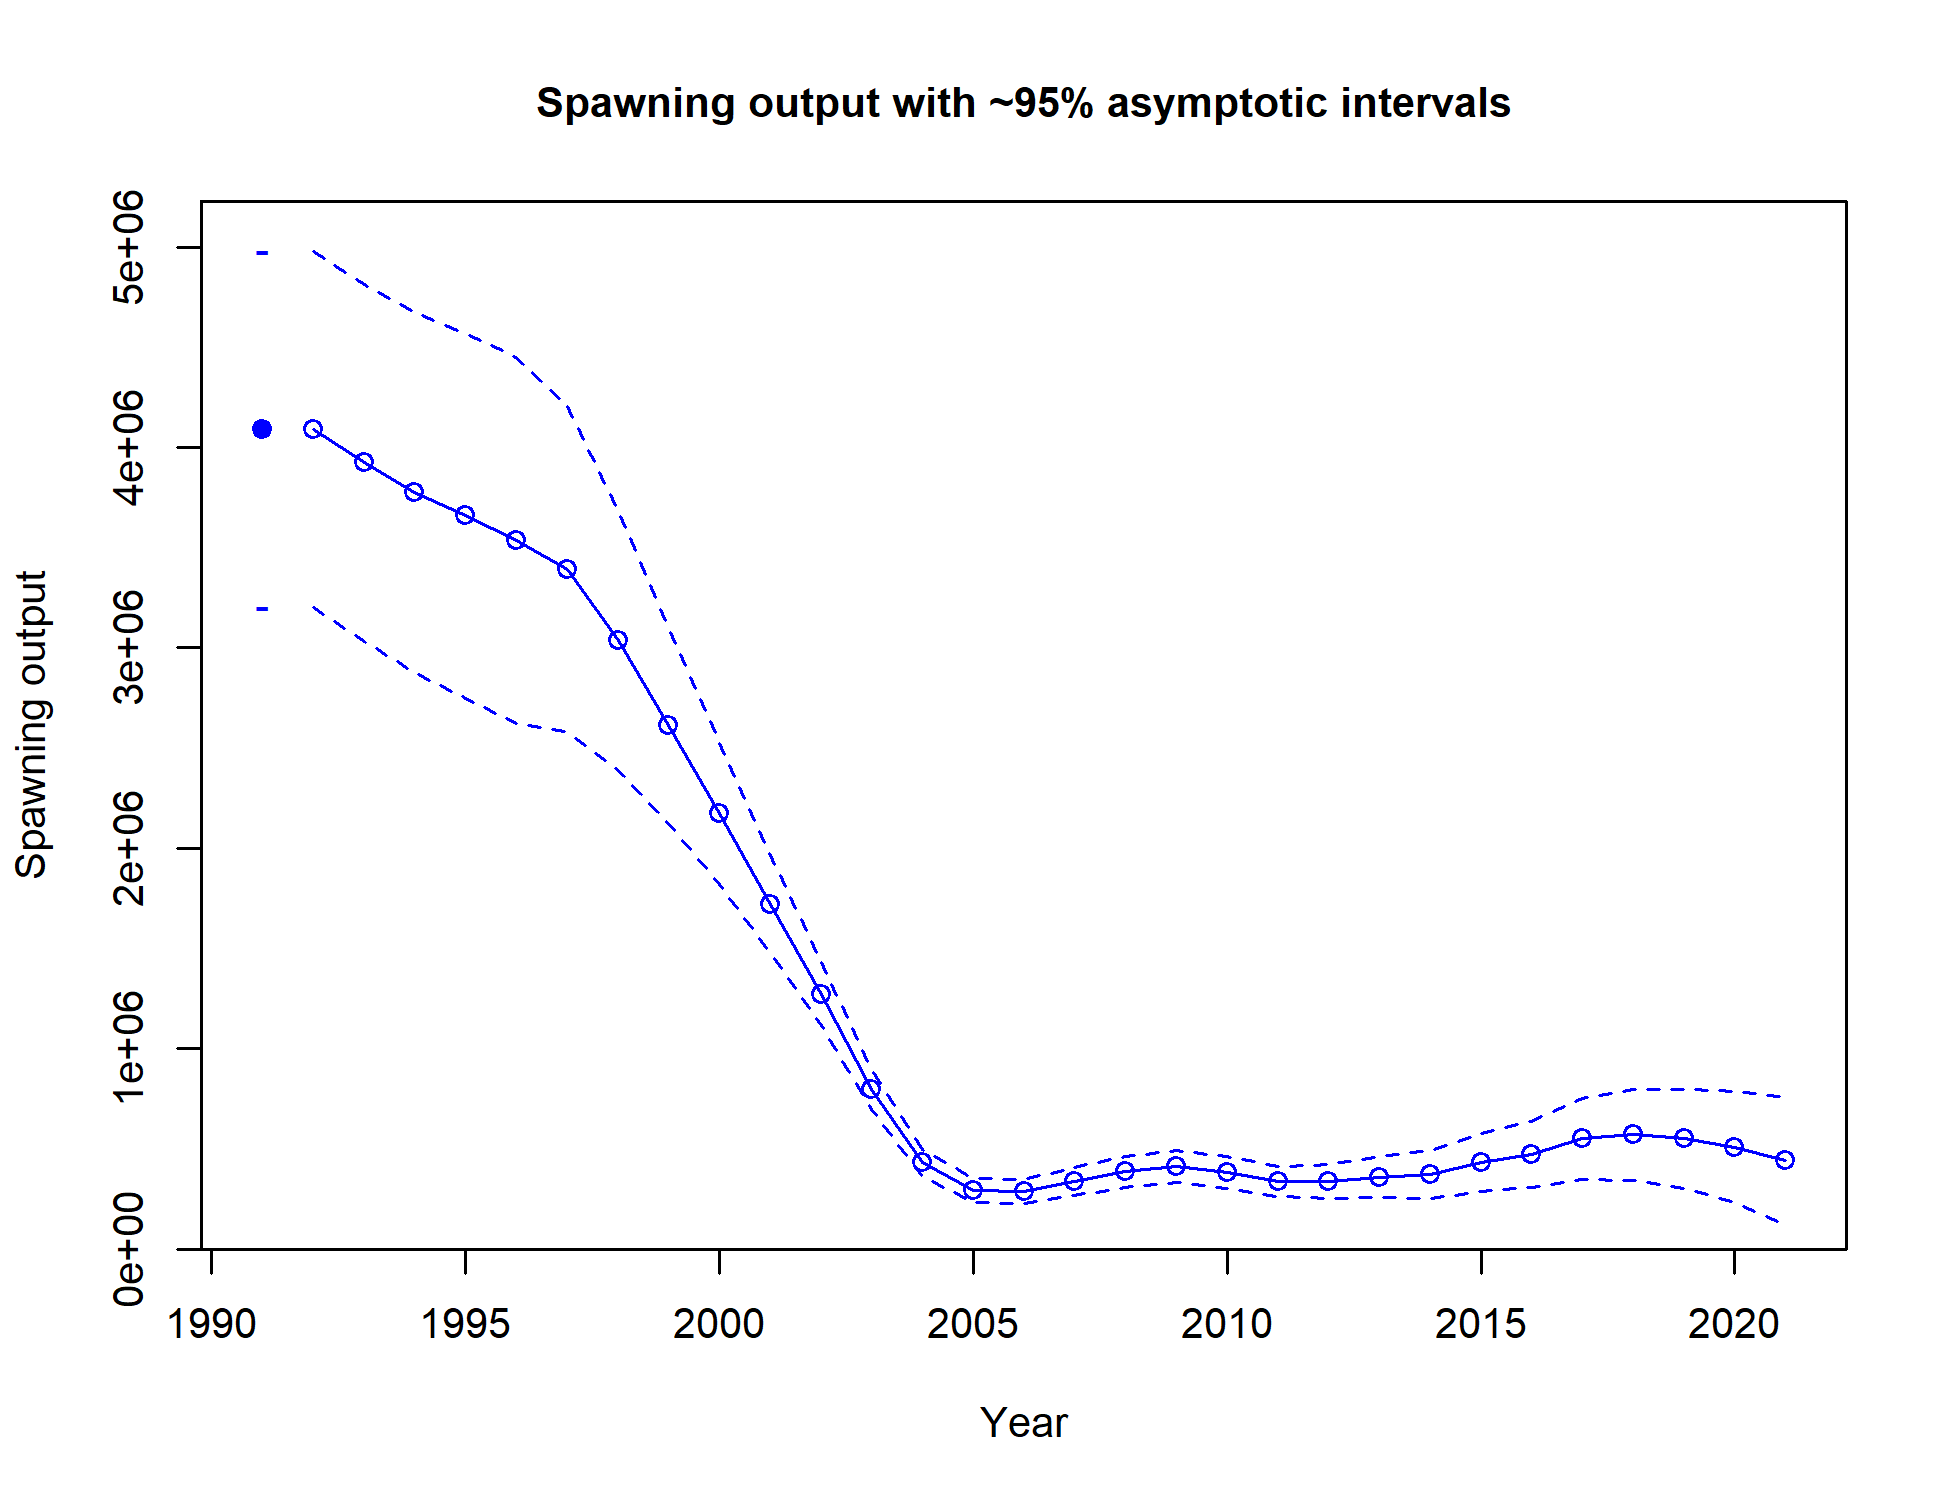 Spawning output with ~95% asymptotic intervals
5e+06
4e+06
3e+06
2e+06
1e+06
0e+00
Spawning output
1990 1995 2000 2005 2010 2015 2020
Year